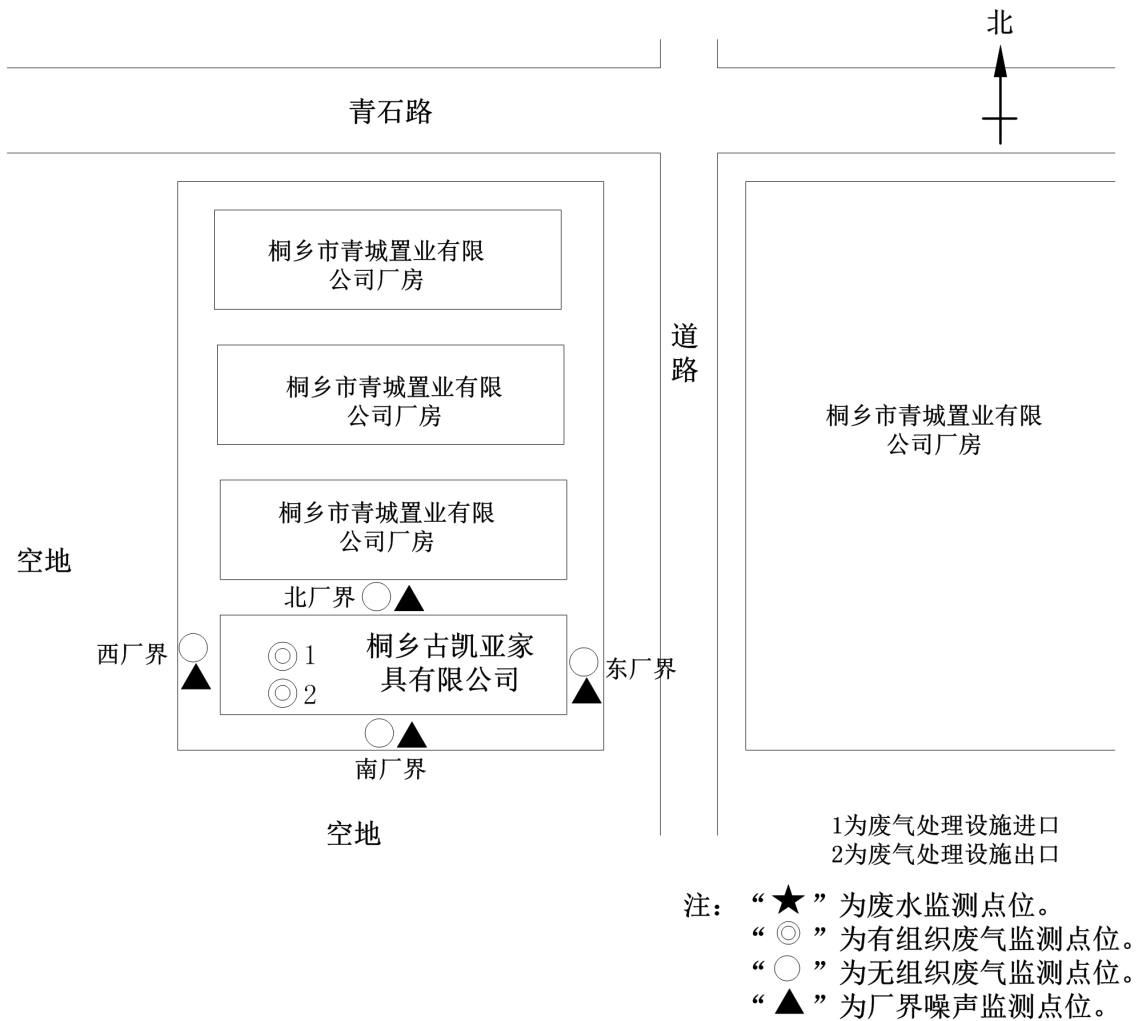 北
青石路
桐乡市青城置业有限
公司厂房
道
路
桐乡市青城置业有限
公司厂房
桐乡市青城置业有限
公司厂房
桐乡市青城置业有限
公司厂房
空地
北厂界
西厂界
1
2
桐乡古凯亚家
具有限公司
东厂界
南厂界
空地
1为废气处理设施进口
2为废气处理设施出口
注：“★”为废水监测点位。
“◎”为有组织废气监测点位。
“○”为无组织废气监测点位。
“▲”为厂界噪声监测点位。